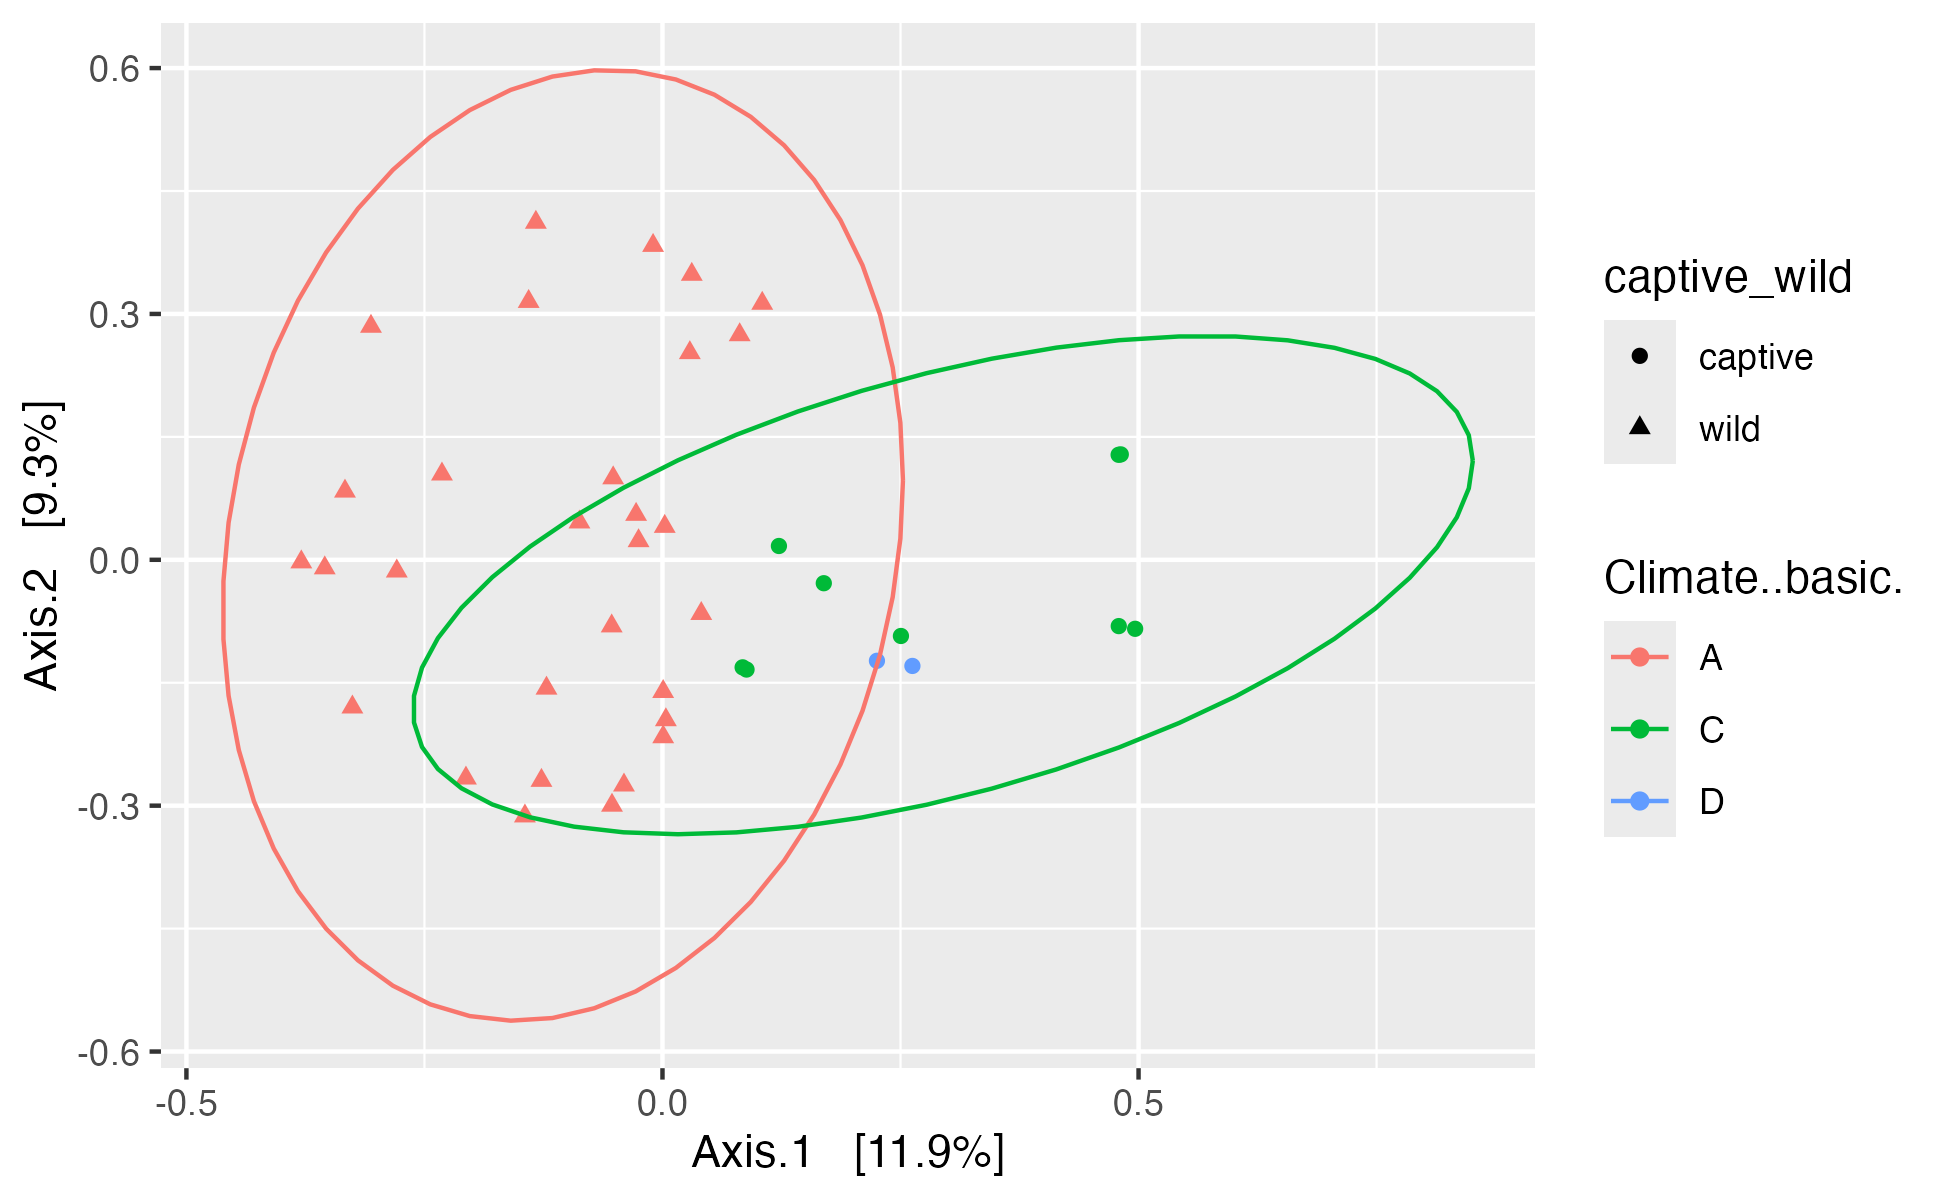 0.6
0.3
0.0
-0.3
-0.6
Axis.2 [9.3%]
-0.5
0.0
0.5
Axis.1 [11.9%]
captive_wild
captive
wild
Climate..basic.
A
C
D